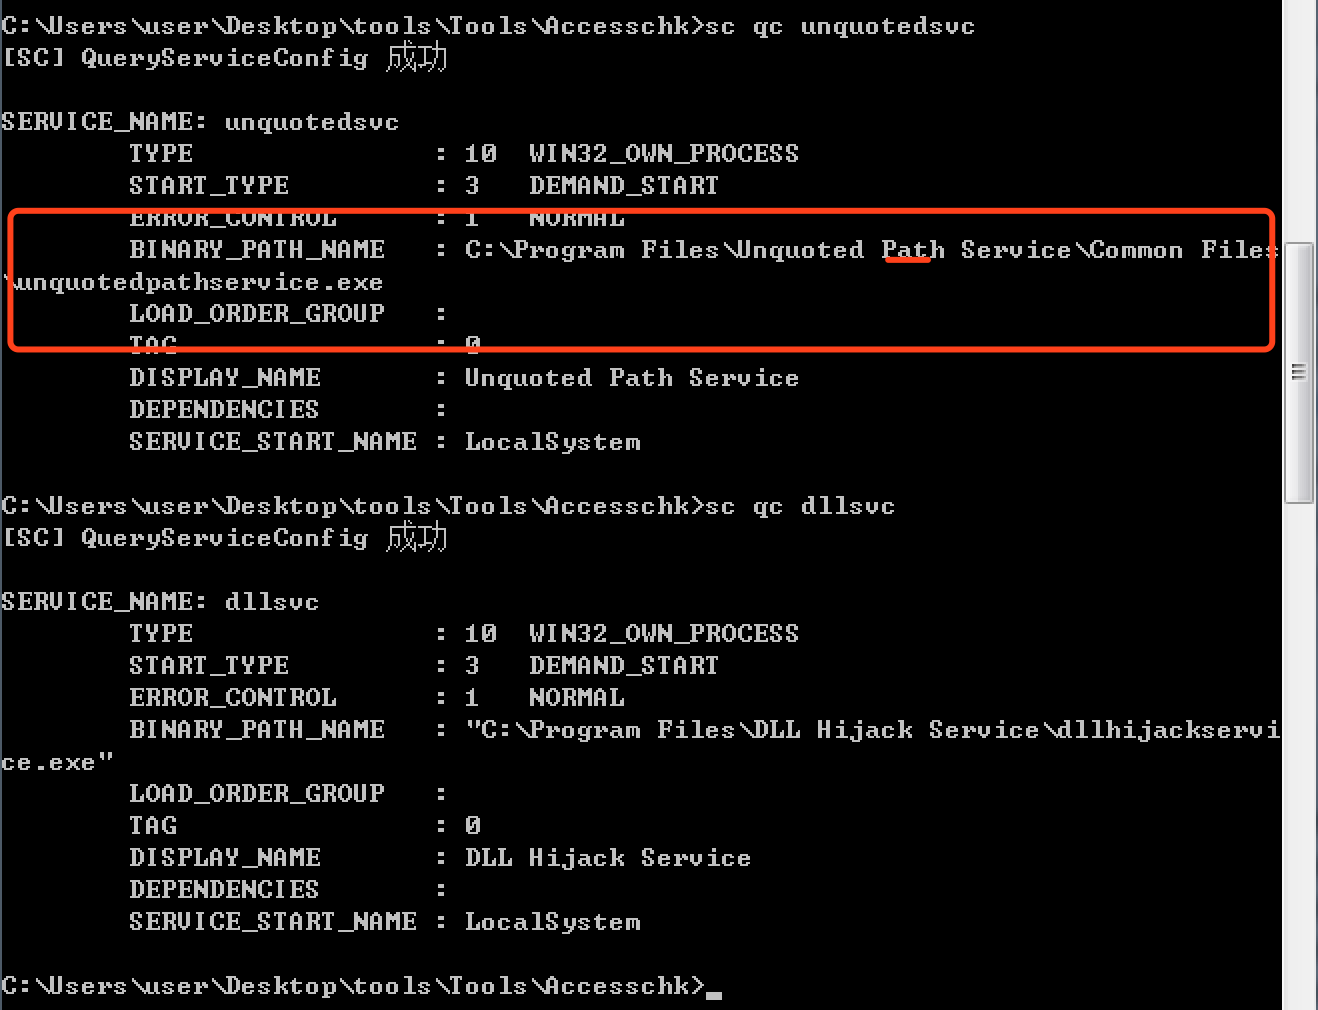 C:\Users\user\Desktop\tools\Tools\Accesschk>sc qc unquotedsvc
[SC] QueryServiceConfig 成功
SERVICE_NAME: unquotedsvc
TYPE : 10 WIN32_OWN_PROCESS
START_TYPE : 3 DEMAND_START
ERROR_CONTROL : 1 NORMAL
BINARY_PATH_NAME : C:\Program Files\Unquoted Path Service\Common Files
\unquotedpathservice.exe
LOAD_ORDER_GROUP :
TAG : 0
DISPLAY_NAME : Unquoted Path Service
DEPENDENCIES :
SERVICE_START_NAME : LocalSystem
C:\Users\user\Desktop\tools\Tools\Accesschk>sc qc dllsvc
[SC] QueryServiceConfig 成功
SERVICE_NAME: dllsvc
TYPE : 10 WIN32_OWN_PROCESS
START_TYPE : 3 DEMAND_START
ERROR_CONTROL : 1 NORMAL
BINARY_PATH_NAME : "C:\Program Files\DLL Hijack Service\dllhijackservi
ce.exe"
LOAD_ORDER_GROUP :
TAG : 0
DISPLAY_NAME : DLL Hijack Service
DEPENDENCIES :
SERVICE_START_NAME : LocalSystem
C:\Users\user\Desktop\tools\Tools\Accesschk>_